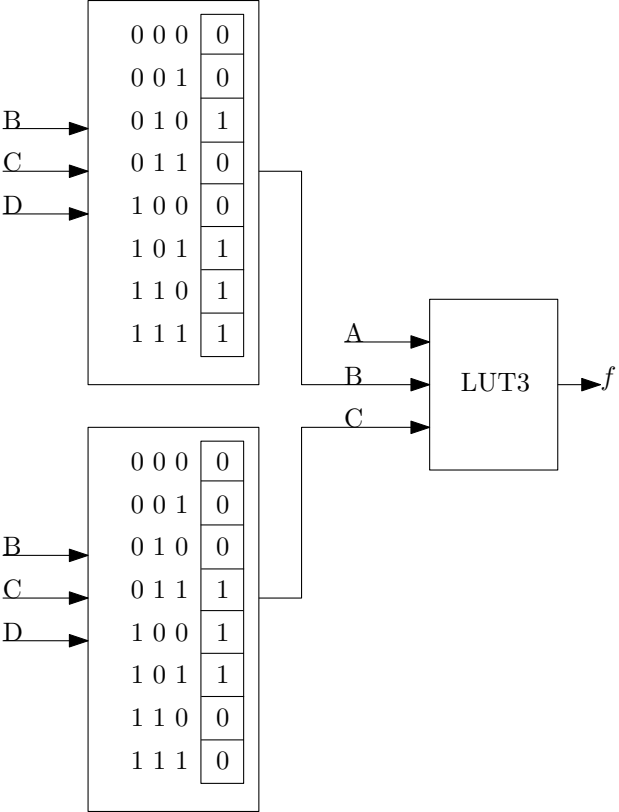 0 0 0 0
0 0 1 0
B
0 1 0 1
C
0 1 1 0
D
1 0 0 0
1 0 1 1
1 1 0 1
1 1 1 1
A
B
LUT3
f
C
0 0 0 0
0 0 1 0
B
0 1 0 0
C
0 1 1 1
D
1 0 0 1
1 0 1 1
1 1 0 0
1 1 1 0